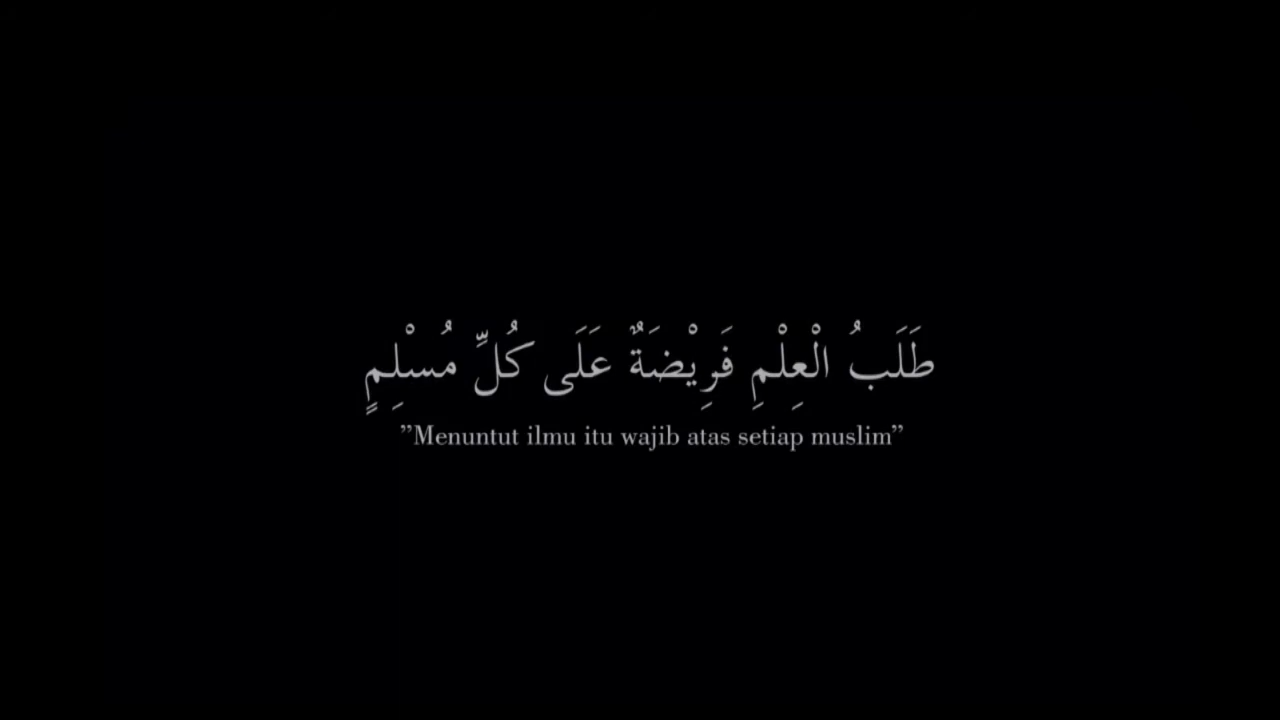 طَلَبُ الْعِلْمِ فَرِيْضَةٌ عَلَى كُلِّ مُسْلِمٍ
”Menuntut ilmu itu wajib atas setiap muslim”